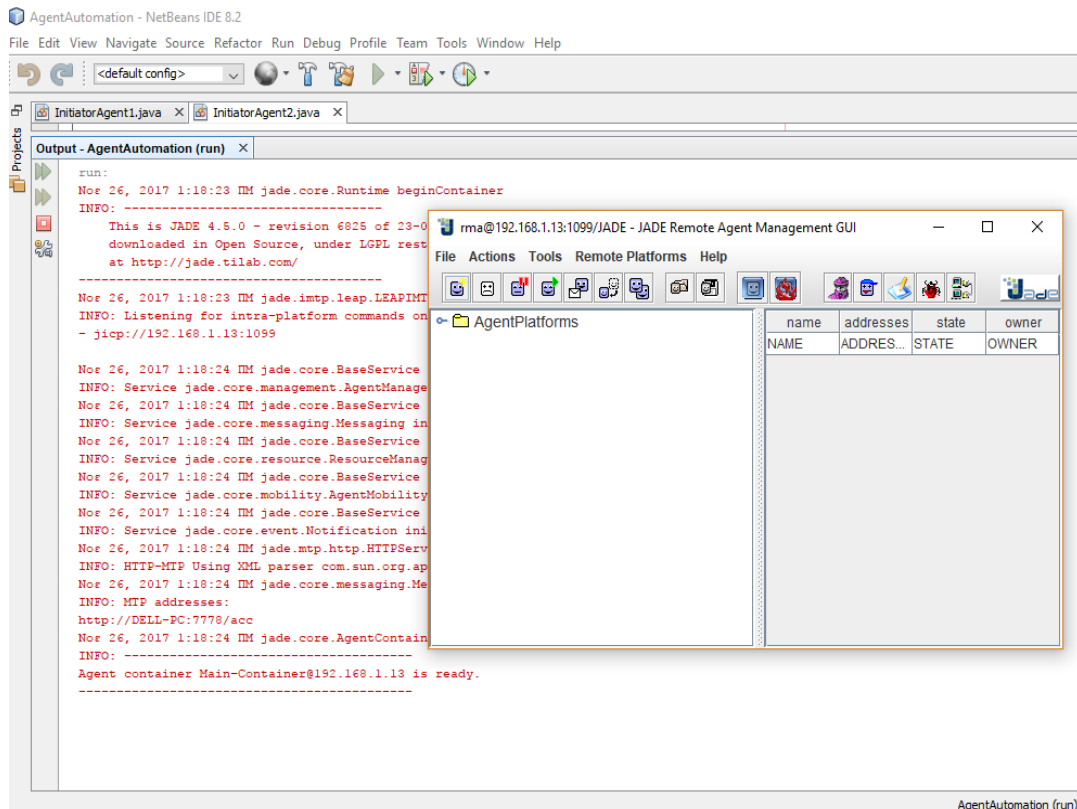 AgentAutomation - NetBeans IDE 8.2
File Edit View Navigate Source Refactor Run Debug Profile Team Tools Window Help
<default config>
InitiatorAgent1.java
InitiatorAgent2.java
Projects
Output - AgentAutomation (run)
run:
Νοε 26, 2017 1:18:23 ΠΜ jade.core.Runtime beginContainer
INFO: ----------------------------------
This is JADE 4.5.0 - revision 6825 of 23-0
downloaded in Open Source, under LGPL rest
at http://jade.tilab.com/
----------------------------------------
Νοε 26, 2017 1:18:23 ΠΜ jade.imtp.leap.LEAPIMT
INFO: Listening for intra-platform commands on
- jicp://192.168.1.13:1099
Νοε 26, 2017 1:18:24 ΠΜ jade.core.BaseService
INFO: Service jade.core.management.AgentManage
Νοε 26, 2017 1:18:24 ΠΜ jade.core.BaseService
INFO: Service jade.core.messaging.Messaging in
Νοε 26, 2017 1:18:24 ΠΜ jade.core.BaseService
INFO: Service jade.core.resource.ResourceManag
Νοε 26, 2017 1:18:24 ΠΜ jade.core.BaseService
INFO: Service jade.core.mobility.AgentMobility
Νοε 26, 2017 1:18:24 ΠΜ jade.core.BaseService
INFO: Service jade.core.event.Notification ini
Νοε 26, 2017 1:18:24 ΠΜ jade.mtp.http.HTTPServ
INFO: HTTP-MTP Using XML parser com.sun.org.ap
Νοε 26, 2017 1:18:24 ΠΜ jade.core.messaging.Me
INFO: MTP addresses:
http://DELL-PC:7778/acc
Νοε 26, 2017 1:18:24 ΠΜ jade.core.AgentContain
INFO: --------------------------------------
Agent container Main-Container@192.168.1.13 is ready.
--------------------------------------------
rma@192.168.1.13:1099/JADE - JADE Remote Agent Management GUI
File Actions Tools Remote Platforms Help
Jade
AgentPlatforms
name addresses state owner
NAME ADDRES... STATE OWNER
AgentAutomation (run)